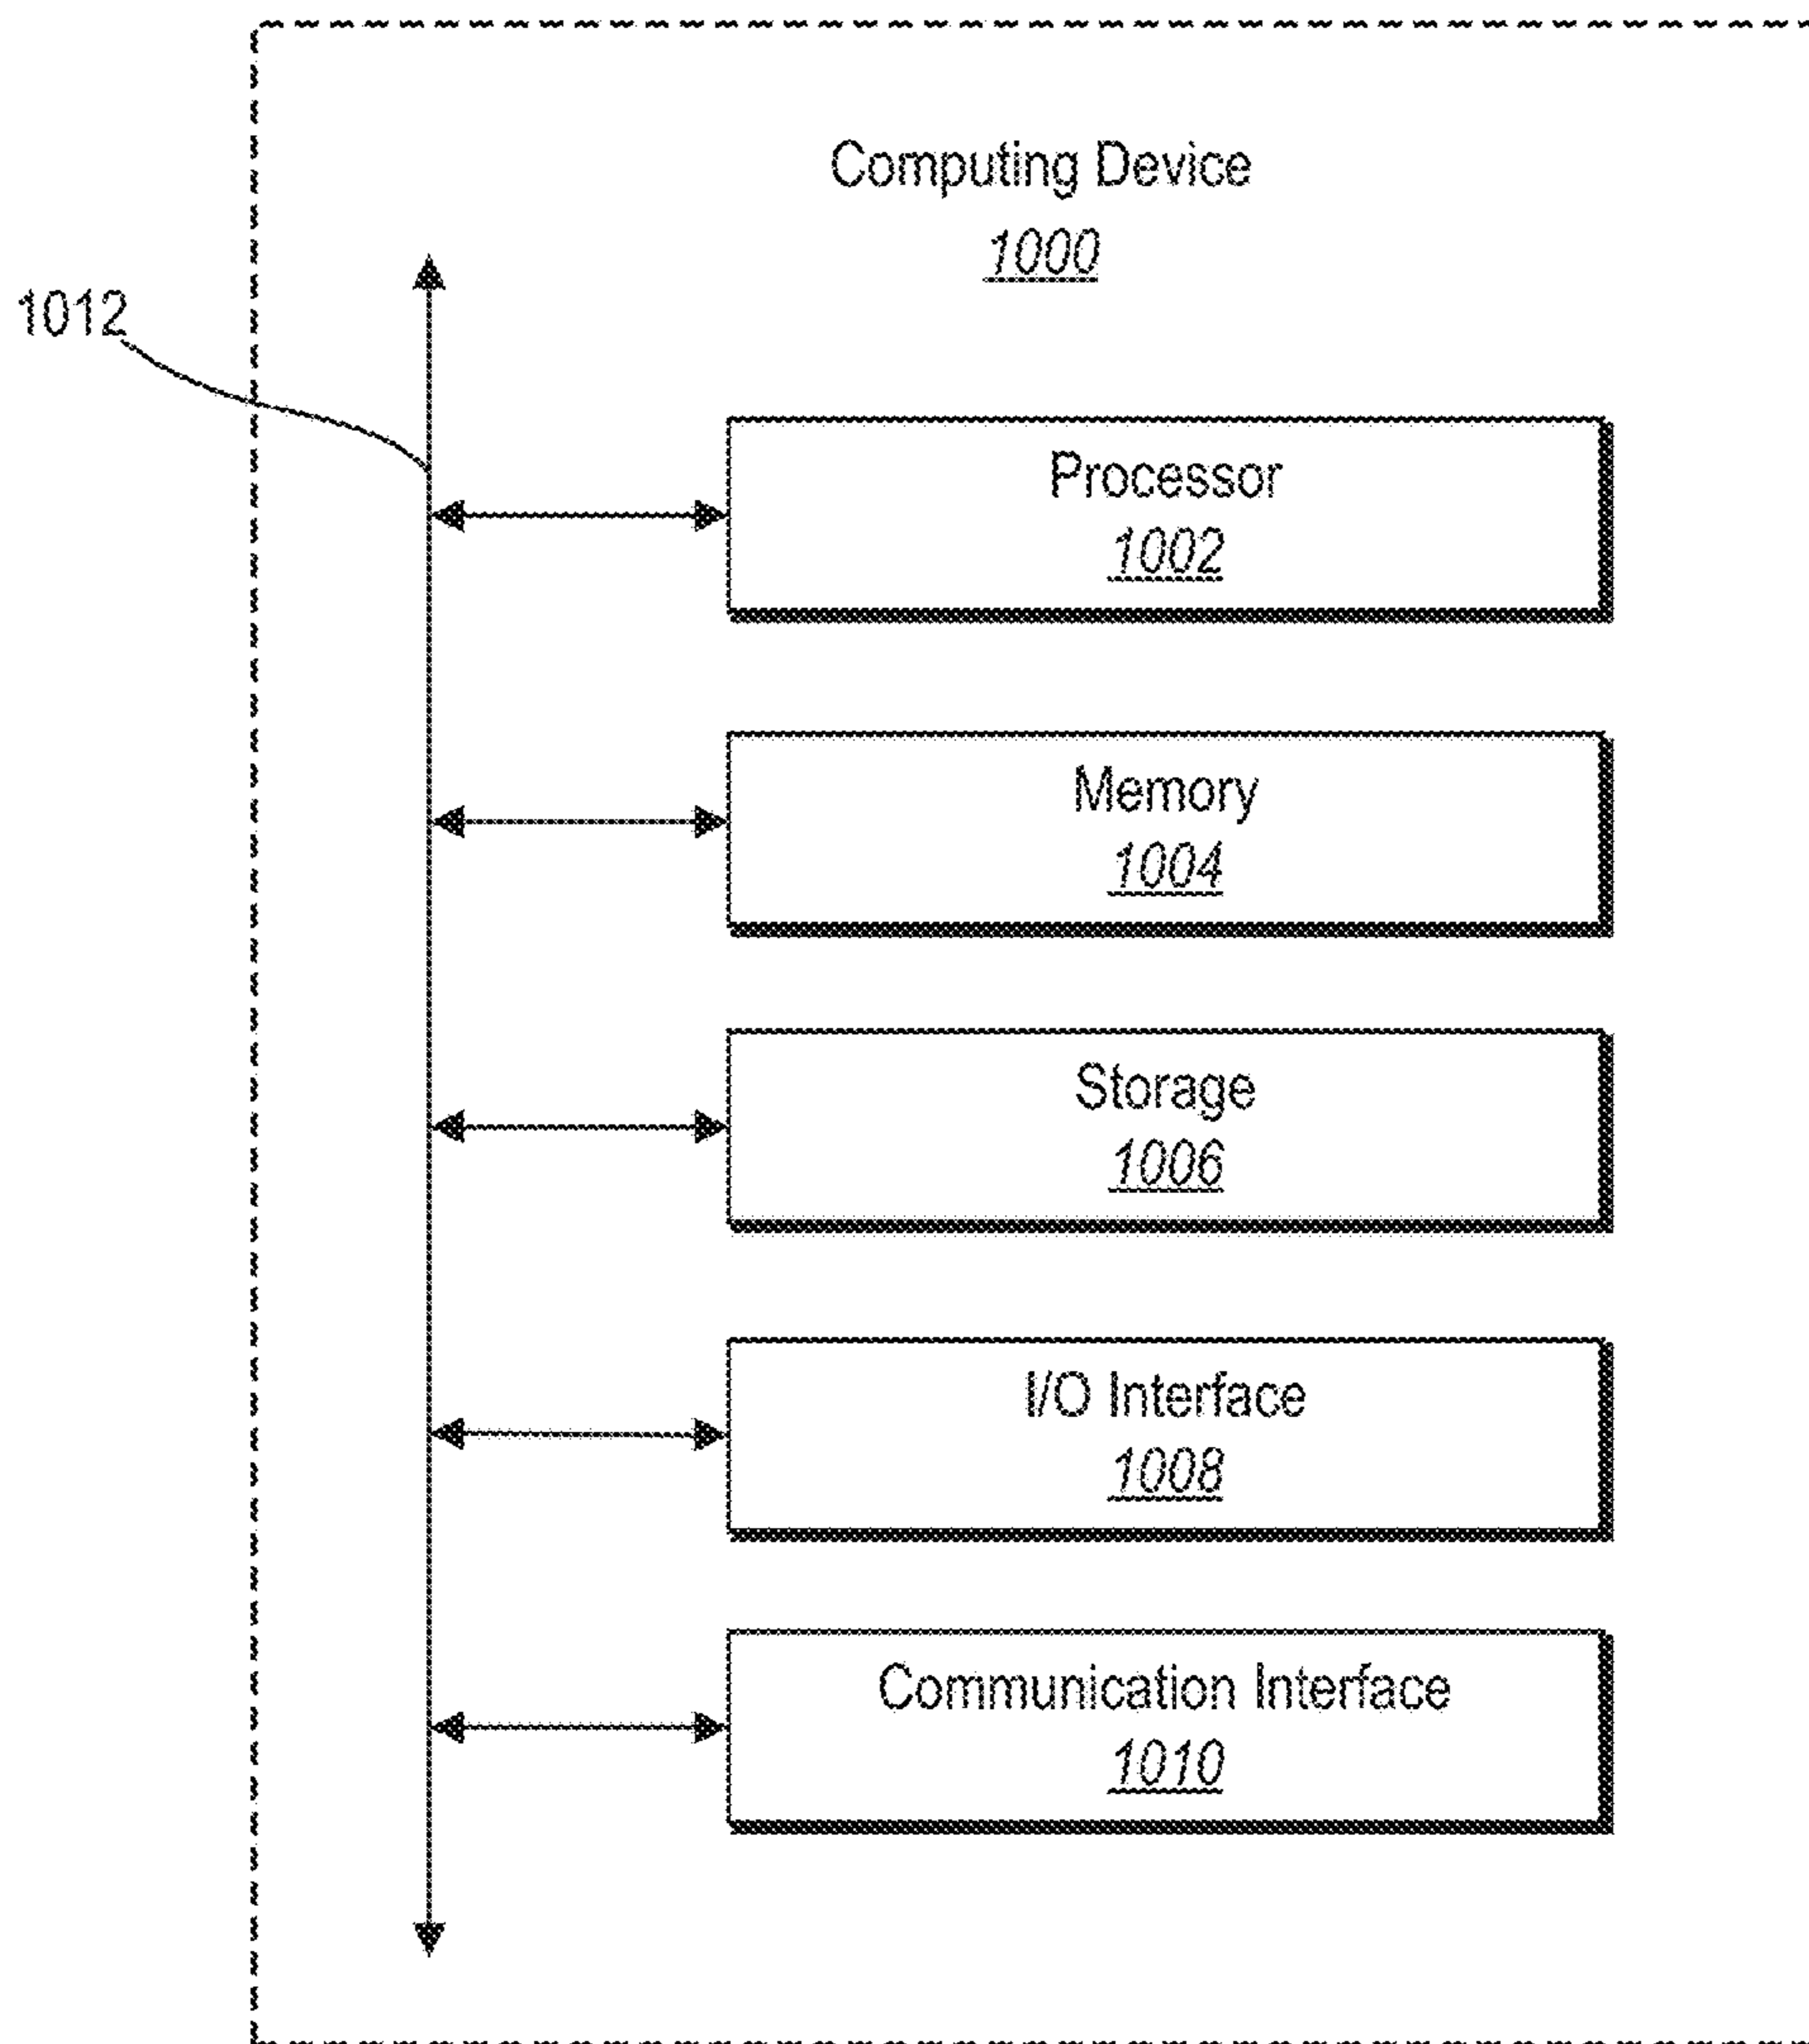 Computing Device
1000
1012
Processor
1002
Memory
1004
Storage
1006
I/O Interface
1008
Communication Interface
1010